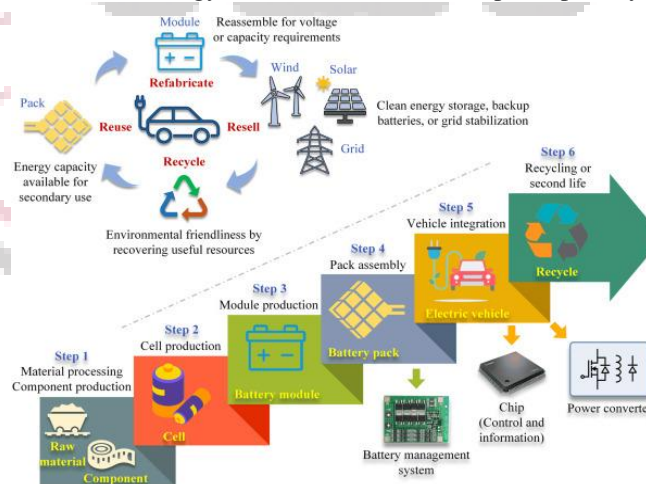 Module
Reassemble for voltage
or capacity requirements
Refabricate
Wind
Solar
Pack
Reuse
Resell
Clean energy storage, backup
batteries, or grid stabilization
Recycle
Grid
Energy capacity
available for
secondary use
Environmental friendliness by
recovering useful resources
Step 6
Recycling or
second life
Recycle
Step 5
Vehicle integration
Electric vehicle
Step 4
Pack assembly
Battery pack
Step 3
Module production
Battery module
Step 2
Cell production
Cell
Step 1
Material processing
Component production
Raw
material
Component
Battery management
system
Chip
(Control and
information)
Power converte